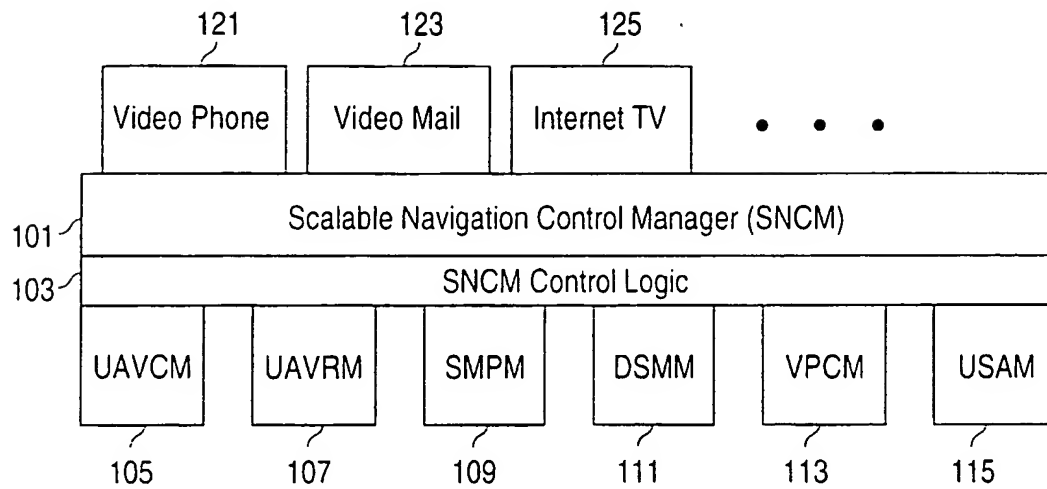 121 123 125
Video Phone Video Mail Internet TV
101 Scalable Navigation Control Manager (SNCM)
103 SNCM Control Logic
UAVCM UAVRM SMPM DSMM VPCM USAM
105 107 109 111 113 115